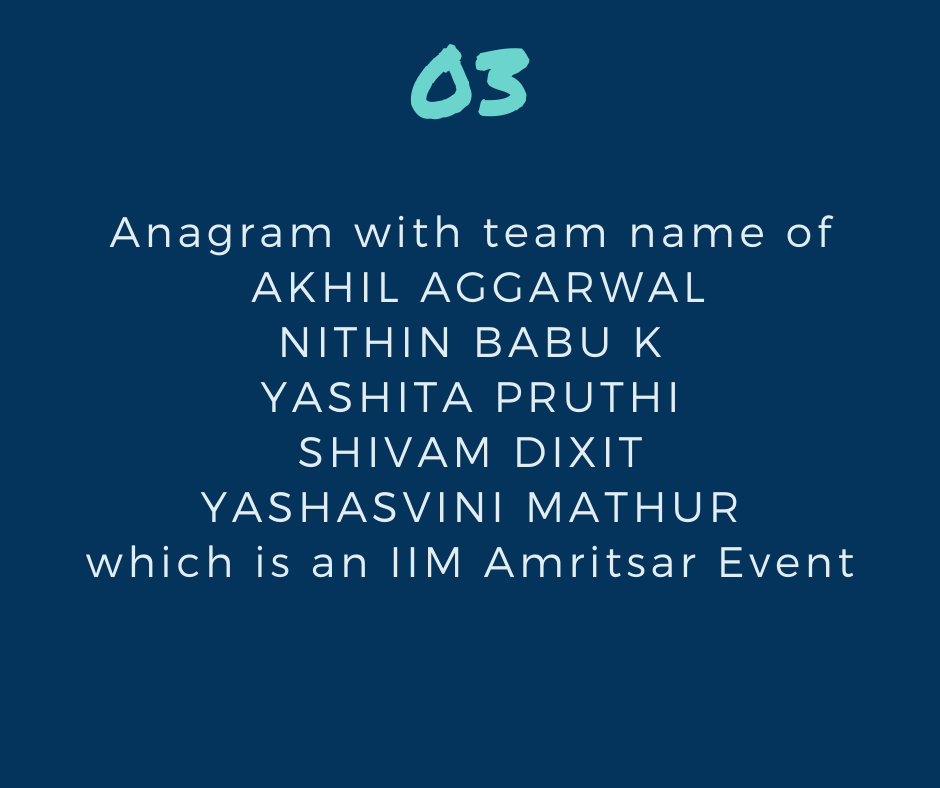 03
Anagram with team name of
AKHIL AGGARWAL
NITHIN BABU K
YASHITA PRUTHI
SHIVAM DIXIT
YASHASVINI MATHUR
which is an IIM Amritsar Event